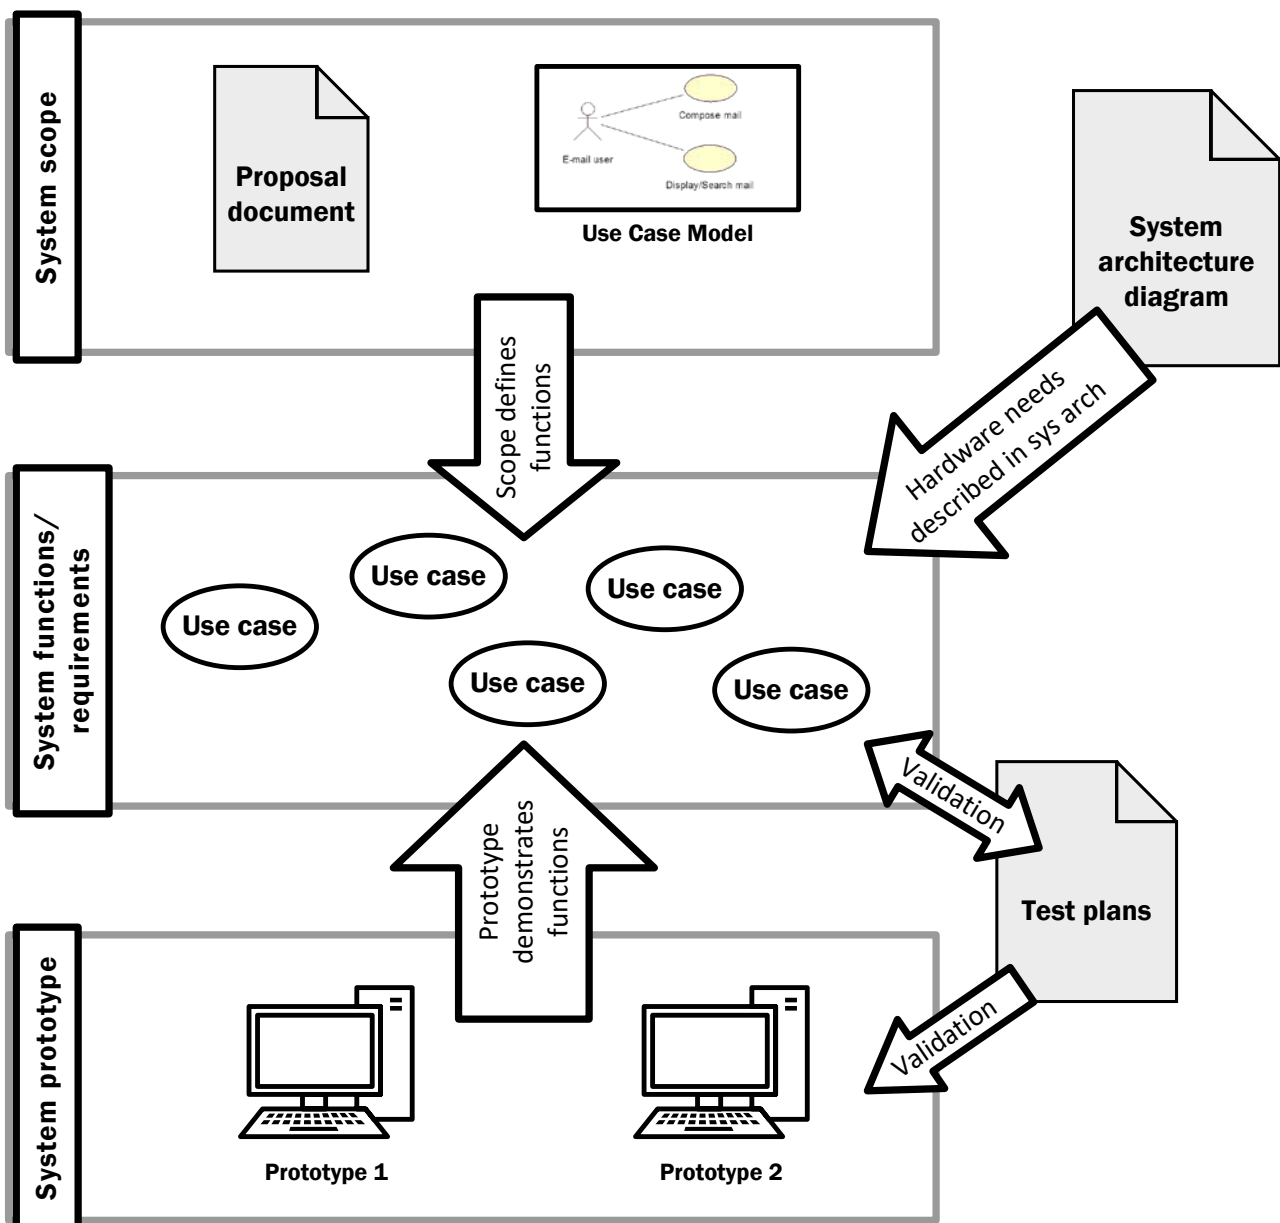 System scope
Proposal
document
E-mail user
Compose mail
Display/Search mail
Use Case Model
System
architecture
diagram
Scope defines
functions
Hardware needs
described in sys arch
System functions/
requirements
Use case
Use case
Use case
Use case
Use case
Validation
Test plans
Prototype
demonstrates
functions
Validation
System prototype
Prototype 1
Prototype 2